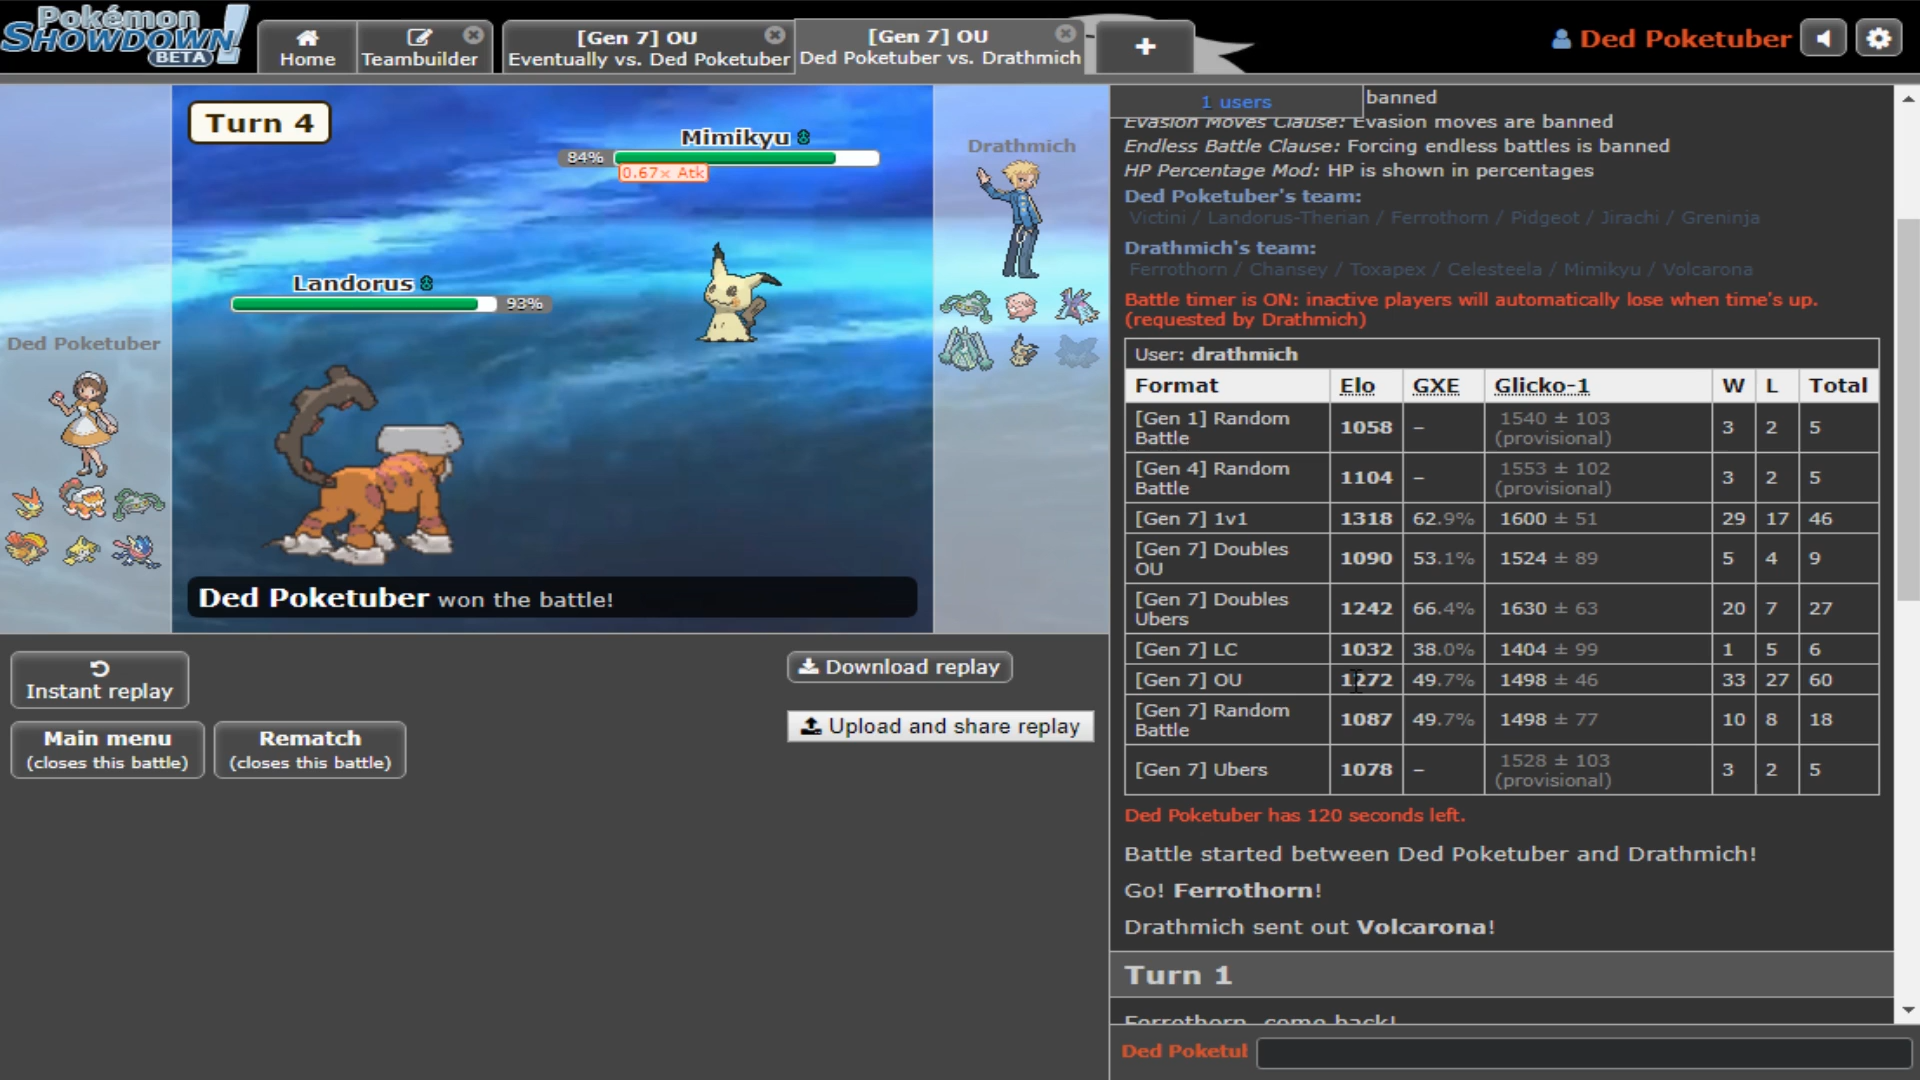 Pokémon
SHOWDOWN!
BETA
Home
Teambuilder
[Gen 7] OU
Eventually vs. Ded Poketuber
[Gen 7] OU
Ded Poketuber vs. Drathmich
+
Ded Poketuber
Turn 4
Mimikyu
84%
0.67× Atk
Landorus
93%
Ded Poketuber
Drathmich
Ded Poketuber won the battle!
Instant replay
Download replay
Upload and share replay
Main menu
(closes this battle)
Rematch
(closes this battle)
1 users
banned
Evasion Moves Clause: Evasion moves are banned
Endless Battle Clause: Forcing endless battles is banned
HP Percentage Mod: HP is shown in percentages
Ded Poketuber's team:
Victini / Landorus-Therian / Ferrothorn / Pidgeot / Jirachi / Greninja
Drathmich's team:
Ferrothorn / Chansey / Toxapex / Celesteela / Mimikyu / Volcarona
Battle timer is ON: inactive players will automatically lose when time's up.
(requested by Drathmich)
User: drathmich
Format Elo GXE Glicko-1 W L Total
[Gen 1] Random Battle 1058 – 1540 ± 103 (provisional) 3 2 5
[Gen 4] Random Battle 1104 – 1553 ± 102 (provisional) 3 2 5
[Gen 7] 1v1 1318 62.9% 1600 ± 51 29 17 46
[Gen 7] Doubles OU 1090 53.1% 1524 ± 89 5 4 9
[Gen 7] Doubles Ubers 1242 66.4% 1630 ± 63 20 7 27
[Gen 7] LC 1032 38.0% 1404 ± 99 1 5 6
[Gen 7] OU 1272 49.7% 1498 ± 46 33 27 60
[Gen 7] Random Battle 1087 49.7% 1498 ± 77 10 8 18
[Gen 7] Ubers 1078 – 1528 ± 103 (provisional) 3 2 5
Ded Poketuber has 120 seconds left.
Battle started between Ded Poketuber and Drathmich!
Go! Ferrothorn!
Drathmich sent out Volcarona!
Turn 1
Ferrothorn, come back!
Ded Poketul